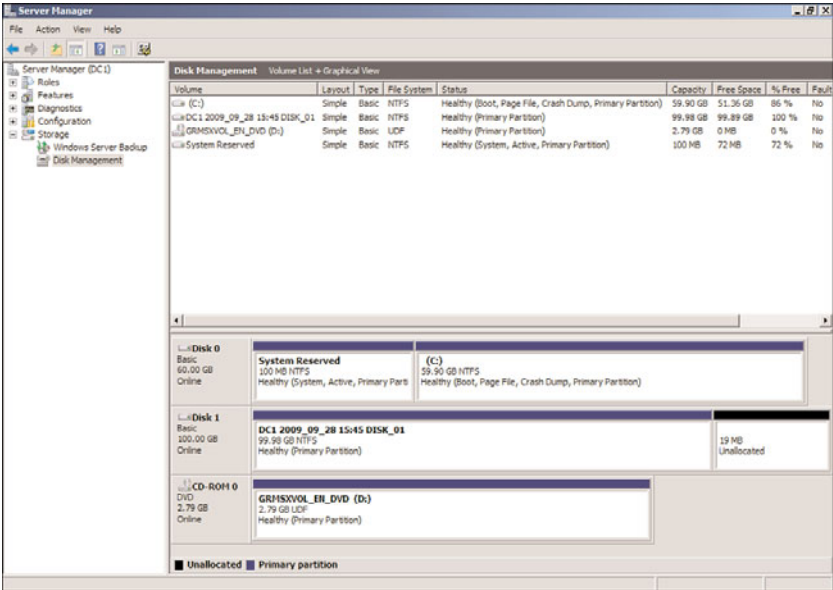 Server Manager
File Action View Help
Server Manager (DC1)
Roles
Features
Diagnostics
Configuration
Storage
Windows Server Backup
Disk Management
Disk Management Volume List + Graphical View
Volume Layout Type File System Status Capacity Free Space % Free Fault
(C:) Simple Basic NTFS Healthy (Boot, Page File, Crash Dump, Primary Partition) 59.90 GB 51.36 GB 86 % No
DC1 2009_09_28 15:45 DISK_01 Simple Basic NTFS Healthy (Primary Partition) 99.98 GB 99.89 GB 100 % No
GRMSXVOL_EN_DVD (D:) Simple Basic UDF Healthy (Primary Partition) 2.79 GB 0 MB 0 % No
System Reserved Simple Basic NTFS Healthy (System, Active, Primary Partition) 100 MB 72 MB 72 % No
Disk 0
Basic
60.00 GB
Online
System Reserved
100 MB NTFS
Healthy (System, Active, Primary Parti
(C:)
59.90 GB NTFS
Healthy (Boot, Page File, Crash Dump, Primary Partition)
Disk 1
Basic
100.00 GB
Online
DC1 2009_09_28 15:45 DISK_01
99.98 GB NTFS
Healthy (Primary Partition)
19 MB
Unallocated
CD-ROM 0
DVD
2.79 GB
Online
GRMSXVOL_EN_DVD (D:)
2.79 GB UDF
Healthy (Primary Partition)
Unallocated Primary partition